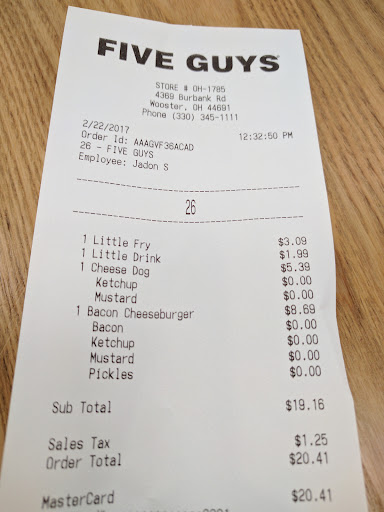 FIVE GUYS
STORE # OH-1785
4369 Burbank Rd
Wooster, OH 44691
Phone (330) 345-1111
2/22/2017 12:32:50 PM
Order Id: AAAGVF36ACAD
26 - FIVE GUYS
Employee: Jadon S
26
1 Little Fry $3.09
1 Little Drink $1.99
1 Cheese Dog $5.39
Ketchup $0.00
Mustard $0.00
1 Bacon Cheeseburger $8.69
Bacon $0.00
Ketchup $0.00
Mustard $0.00
Pickles $0.00
Sub Total $19.16
Sales Tax $1.25
Order Total $20.41
MasterCard $20.41